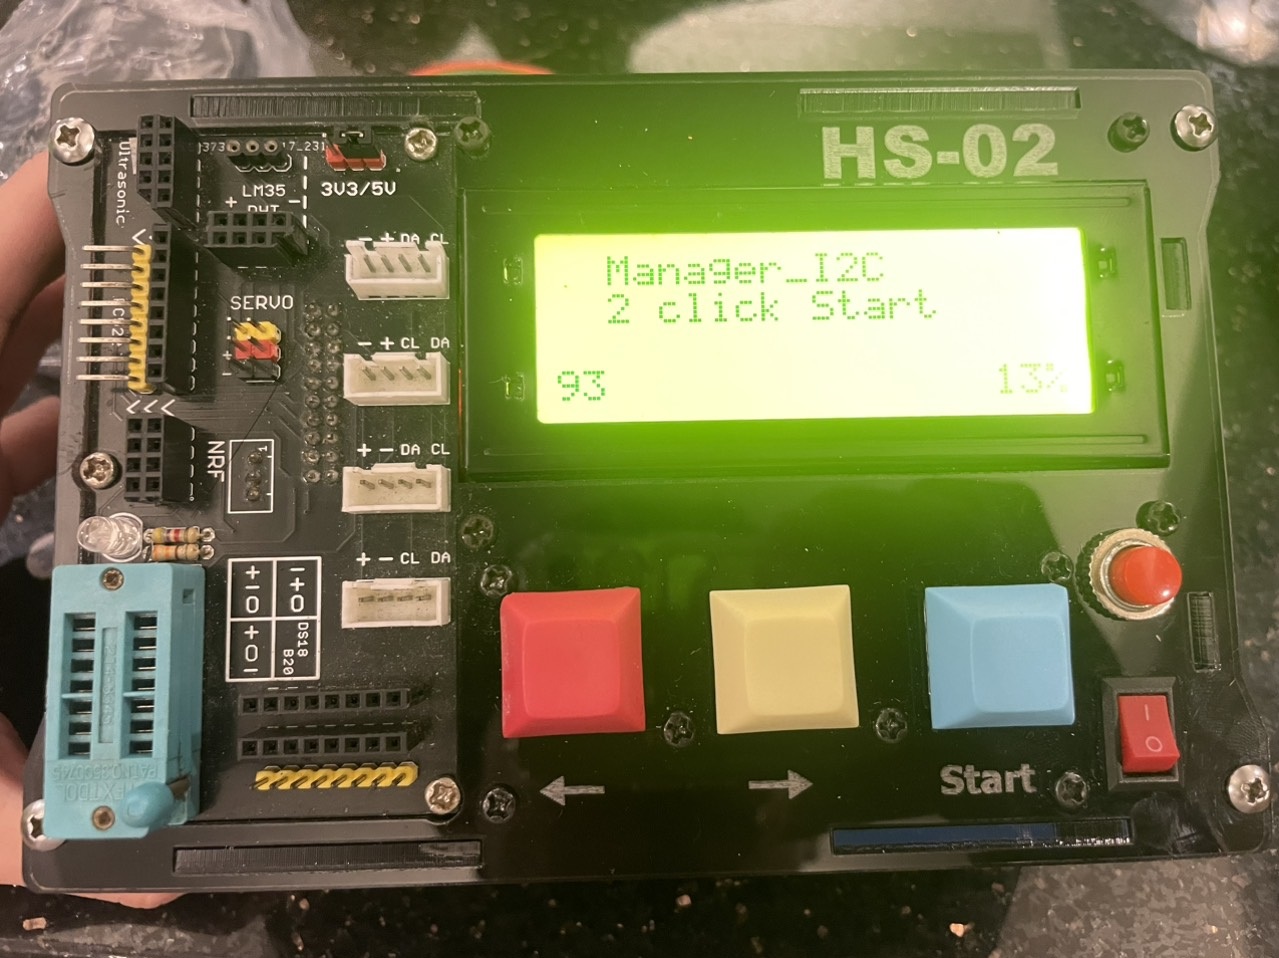 HS-02
Manager_I2C
2 click Start
93
13%
Ultrasonic
LM35
+ DHT -
3V3/5V
- + DA CL
SERVO
- + CL DA
+ - DA CL
NRF
1
+ - CL DA
DS18
B20
Start